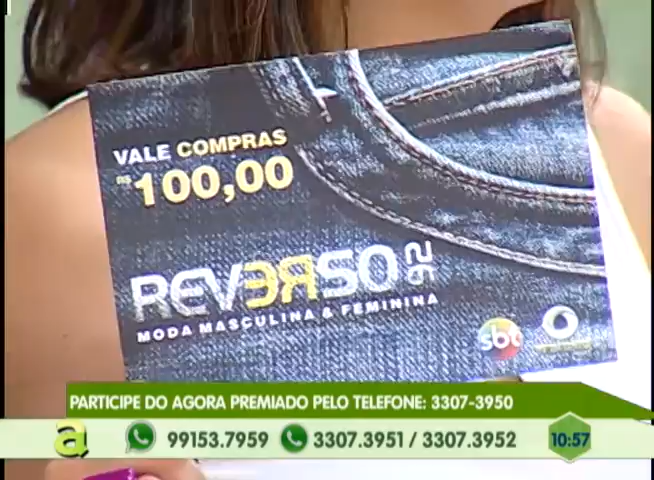 VALE COMPRAS
R$ 100,00
REVERSO 92
MODA MASCULINA & FEMININA
sbt
PARTICIPE DO AGORA PREMIADO PELO TELEFONE: 3307-3950
a 99153.7959 3307.3951 / 3307.3952 10:57